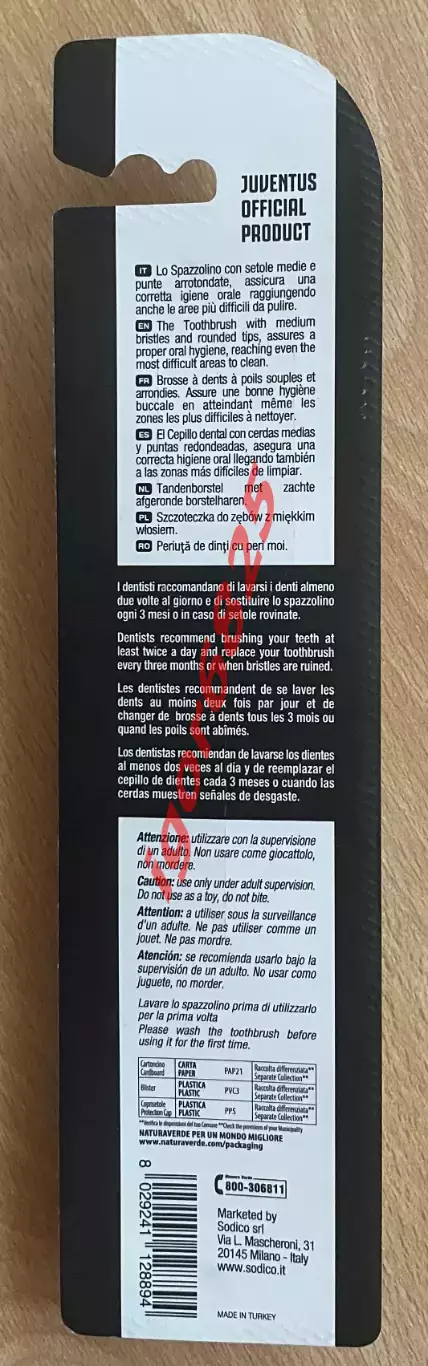 JUVENTUS
OFFICIAL
PRODUCT
IT Lo Spazzolino con setole medie e
punte arrotondate, assicura una
corretta igiene orale raggiungendo
anche le aree più difficili da pulire.
EN The Toothbrush with medium
bristles and rounded tips, assures a
proper oral hygiene, reaching even the
most difficult areas to clean.
FR Brosse à dents à poils souples et
arrondies. Assure une bonne hygiène
buccale en atteindant même les
zones les plus difficiles à nettoyer.
ES El Cepillo dental con cerdas medias
y puntas redondeadas, asegura una
correcta higiene oral llegando también
a las zonas más difíciles de limpiar.
NL Tandenborstel met zachte
afgeronde borstelharen.
PL Szczoteczka do zębów z miękkim
włosiem.
RO Periuță de dinți cu peri moi.
I dentisti raccomandano di lavarsi i denti almeno
due volte al giorno e di sostituire lo spazzolino
ogni 3 mesi o in caso di setole rovinate.
Dentists recommend brushing your teeth at
least twice a day and replace your toothbrush
every three months or when bristles are ruined.
Les dentistes recommandent de se laver les
dents au moins deux fois par jour et de
changer de brosse à dents tous les 3 mois ou
quand les poils sont abîmés.
Los dentistas recomiendan de lavarse los dientes
al menos dos veces al día y de reemplazar el
cepillo de dientes cada 3 meses o cuando las
cerdas muestren señales de desgaste.
Attenzione: utilizzare con la supervisione
di un adulto. Non usare come giocattolo,
non mordere.
Caution: use only under adult supervision.
Do not use as a toy, do not bite.
Attention: a utiliser sous la surveillance
d'un adulte. Ne pas utiliser comme un
jouet. Ne pas mordre.
Atención: se recomienda usarlo bajo la
supervisión de un adulto. No usar como
juguete, no morder.
Lavare lo spazzolino prima di utilizzarlo
per la prima volta
Please wash the toothbrush before
using it for the first time.
Cartoncino Cardboard CARTA PAPER PAP21 Raccolta differenziata** Separate Collection**
Blister PLASTICA PLASTIC PVC3 Raccolta differenziata** Separate Collection**
Coprisetole Protection Cap PLASTICA PLASTIC PP5 Raccolta differenziata** Separate Collection**
**Verifica le disposizioni del tuo Comune **Check the provisions of your Municipality
NATURAVERDE PER UN MONDO MIGLIORE
www.naturaverde.com/packaging
Numero Verde
800-306811
8 029241 128894
Marketed by
Sodico srl
Via L. Mascheroni, 31
20145 Milano - Italy
www.sodico.it
MADE IN TURKEY